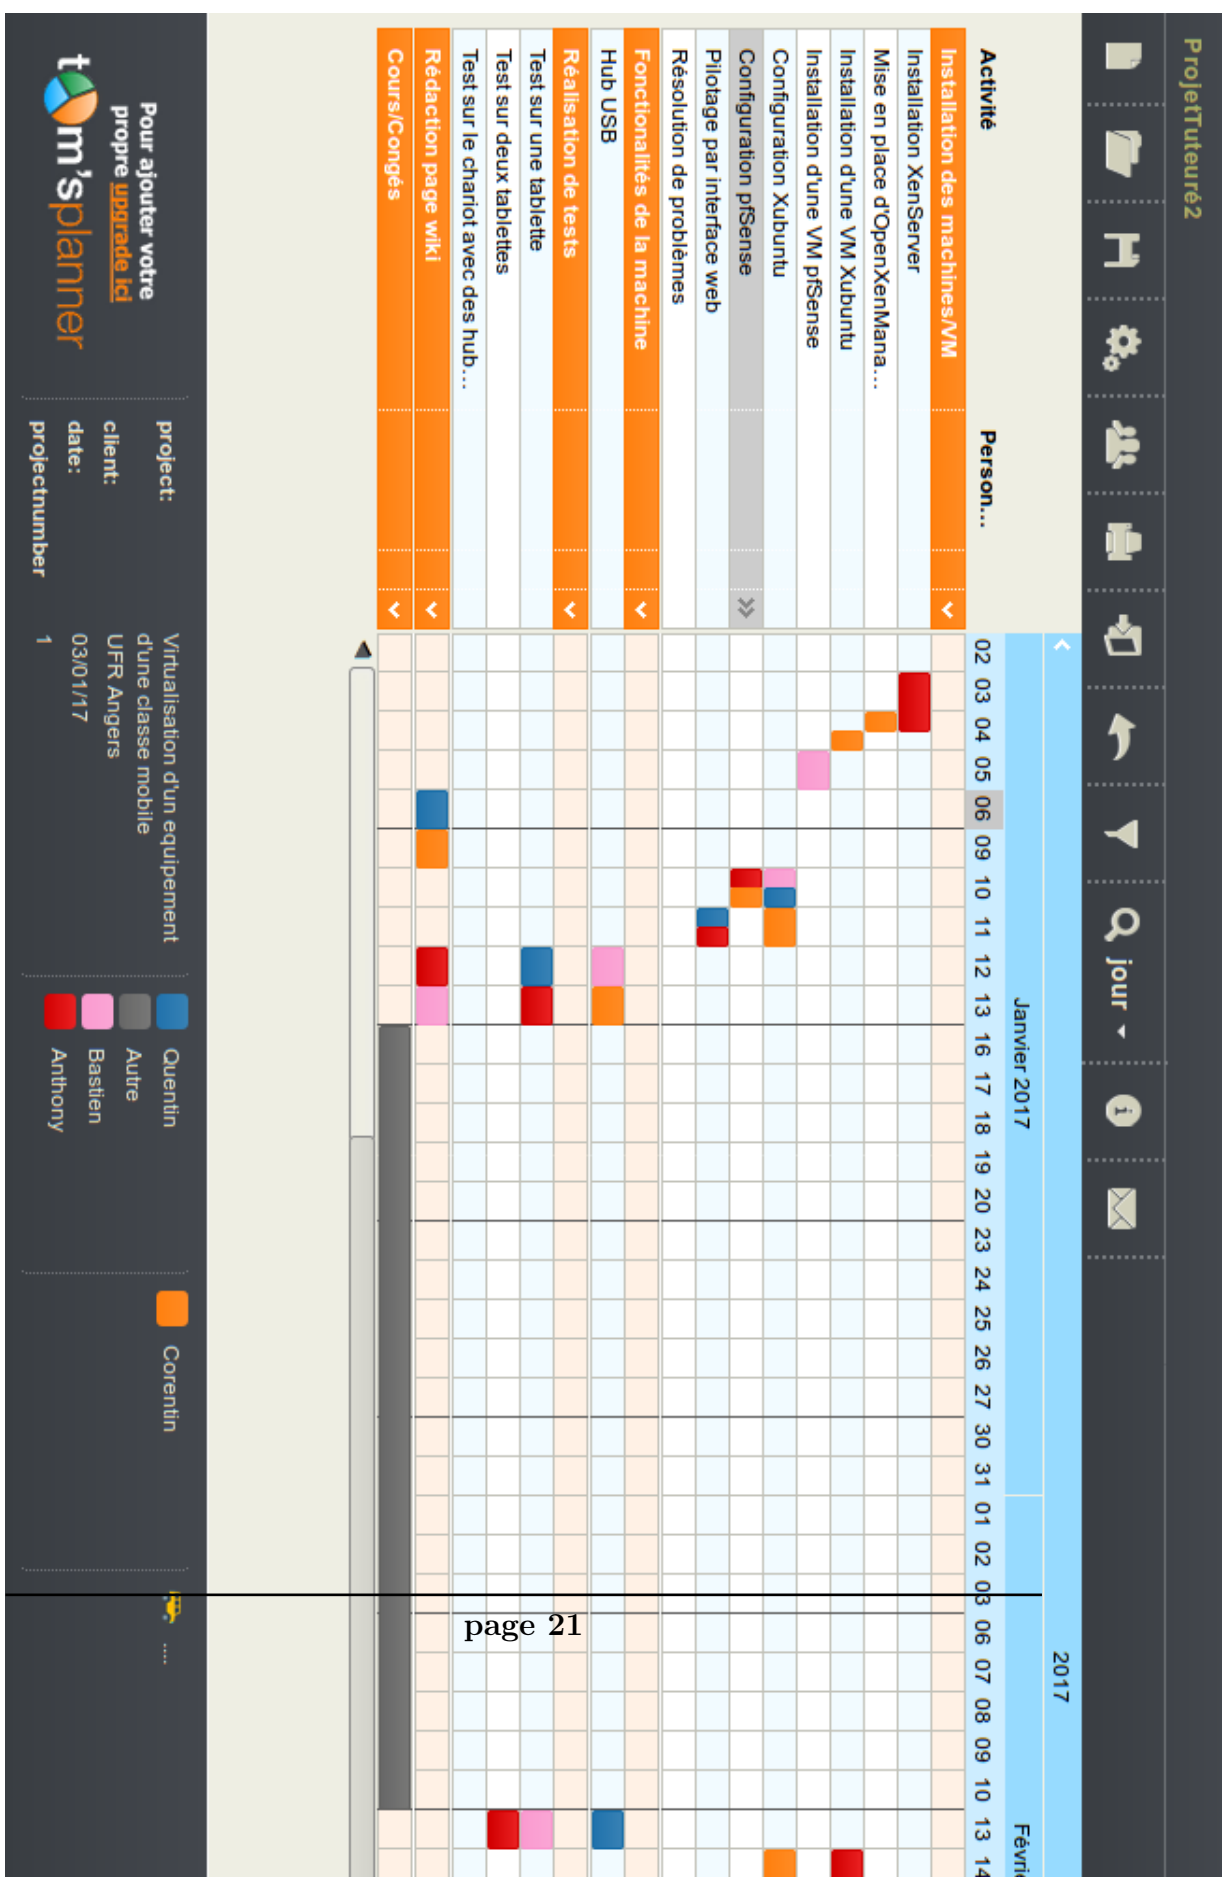 ProjetTuteuré2
jour
2017
Janvier 2017
Févrie
Activité
Person...
02 03 04 05 06 09 10 11 12 13 16 17 18 19 20 23 24 25 26 27 30 31 01 02 03 06 07 08 09 10 13 14
Installation des machines/VM
Installation XenServer
Mise en place d'OpenXenMana...
Installation d'une VM Xubuntu
Installation d'une VM pfSense
Configuration Xubuntu
Configuration pfSense
Pilotage par interface web
Résolution de problèmes
Fonctionalités de la machine
Hub USB
Réalisation de tests
Test sur une tablette
Test sur deux tablettes
Test sur le chariot avec des hub...
Rédaction page wiki
Cours/Congés
Pour ajouter votre
propre upgrade ici
tom'splanner
project:
Virtualisation d'un equipement
d'une classe mobile
client:
UFR Angers
date:
03/01/17
projectnumber
1
Quentin
Autre
Bastien
Anthony
Corentin
....
page 21